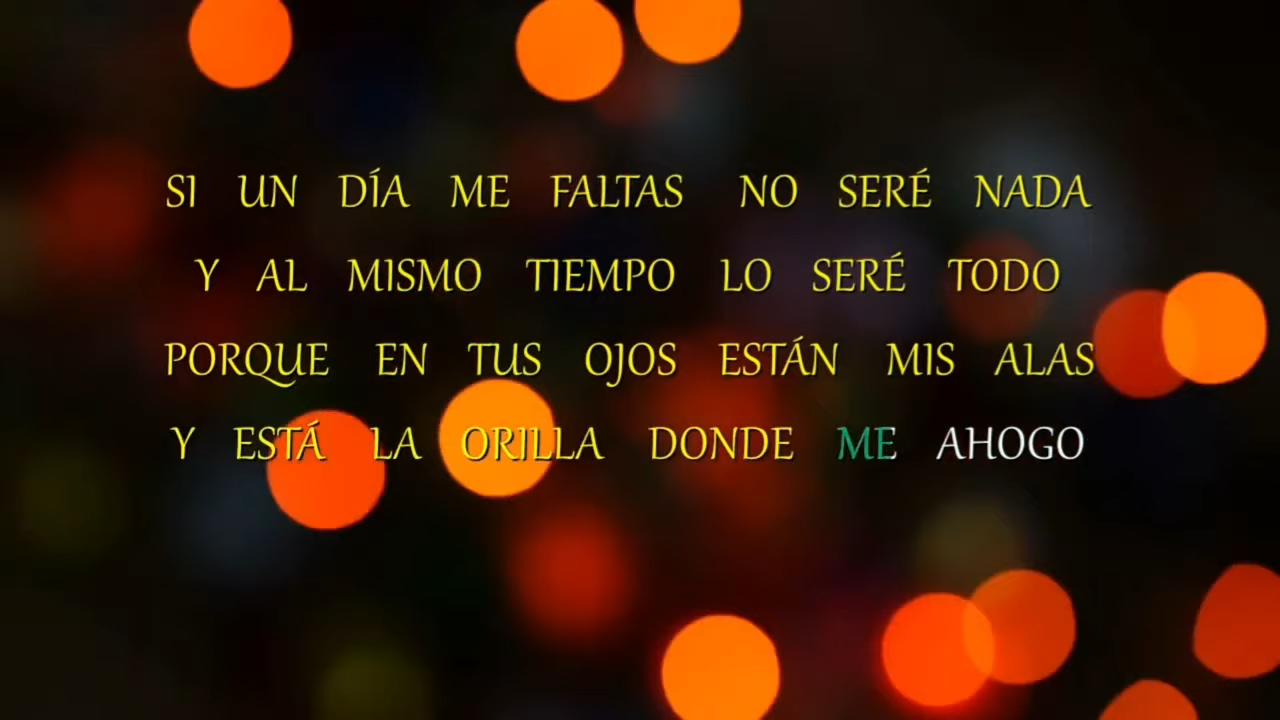 SI UN DÍA ME FALTAS NO SERÉ NADA
Y AL MISMO TIEMPO LO SERÉ TODO
PORQUE EN TUS OJOS ESTÁN MIS ALAS
Y ESTÁ LA ORILLA DONDE ME AHOGO